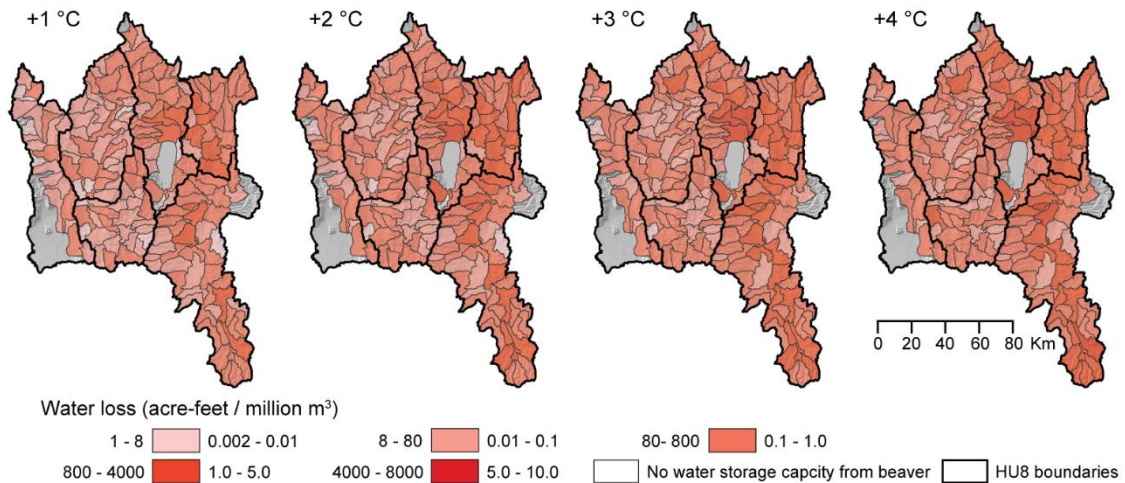 +1 °C +2 °C +3 °C +4 °C
0 20 40 60 80 Km
Water loss (acre-feet / million m³)
1 - 8 0.002 - 0.01 8 - 80 0.01 - 0.1 80- 800 0.1 - 1.0
800 - 4000 1.0 - 5.0 4000 - 8000 5.0 - 10.0 No water storage capcity from beaver HU8 boundaries